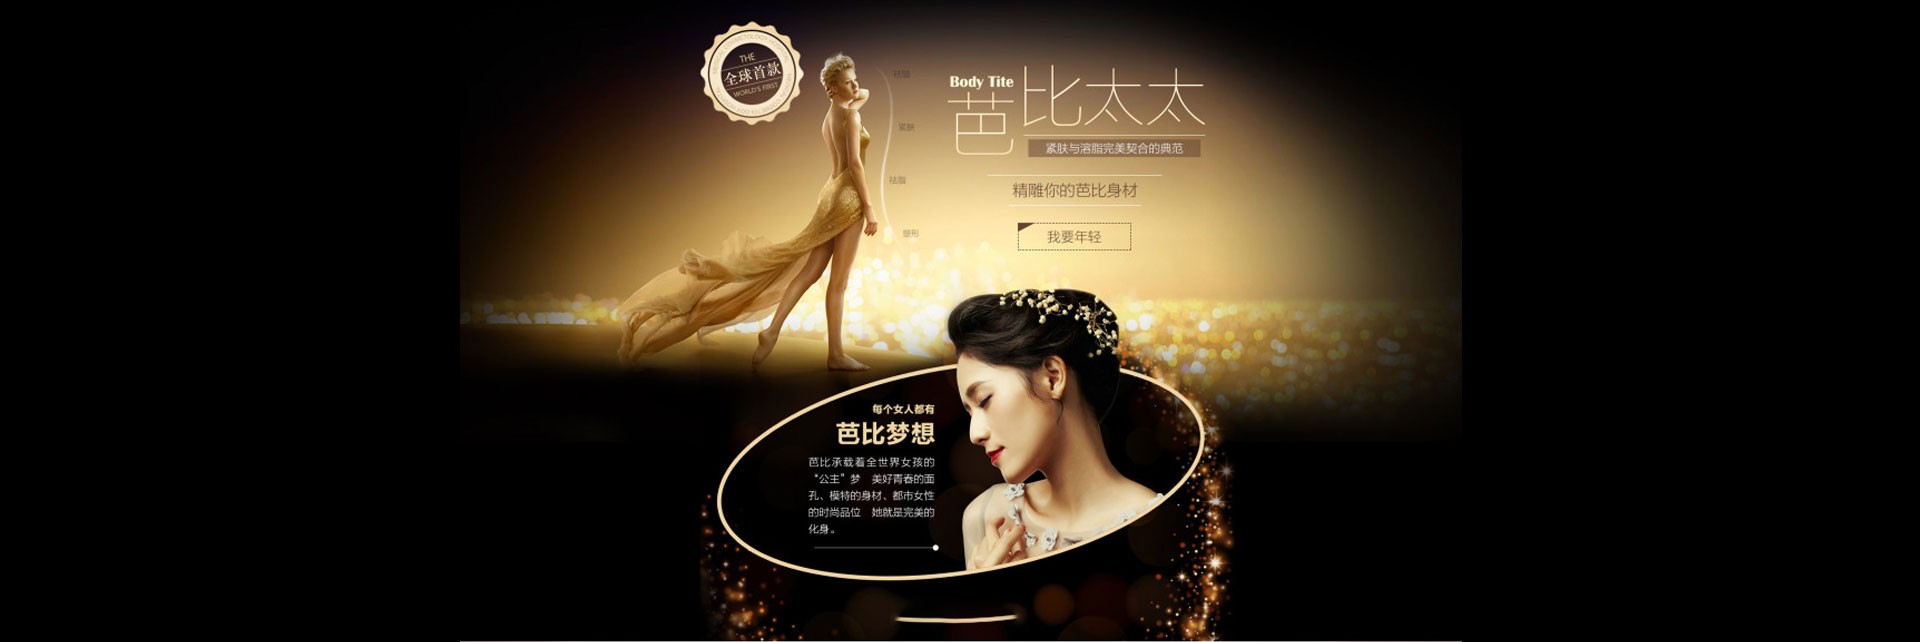 THE
全球首款
WORLD'S FIRST
紧肤
祛脂
塑形
Body Tite
芭比太太
紧肤与溶脂完美契合的典范
精雕你的芭比身材
我要年轻
每个女人都有
芭比梦想
芭比承载着全世界女孩的
“公主”梦 美好青春的面
孔、模特的身材、都市女性
的时尚品位 她就是完美的
化身。